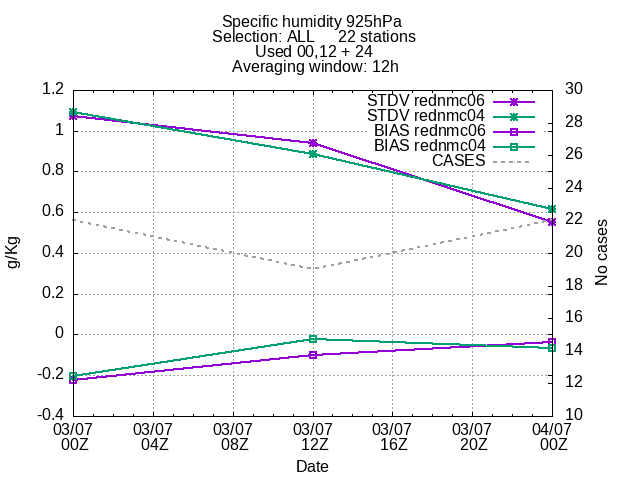 Specific humidity 925hPa
Selection: ALL 22 stations
Used 00,12 + 24
Averaging window: 12h
STDV rednmc06
STDV rednmc04
BIAS rednmc06
BIAS rednmc04
CASES
1.2
1
0.8
0.6
0.4
0.2
0
-0.2
-0.4
g/Kg
30
28
26
24
22
20
18
16
14
12
10
No cases
03/07 03/07 03/07 03/07 03/07 03/07 04/07
00Z 04Z 08Z 12Z 16Z 20Z 00Z
Date